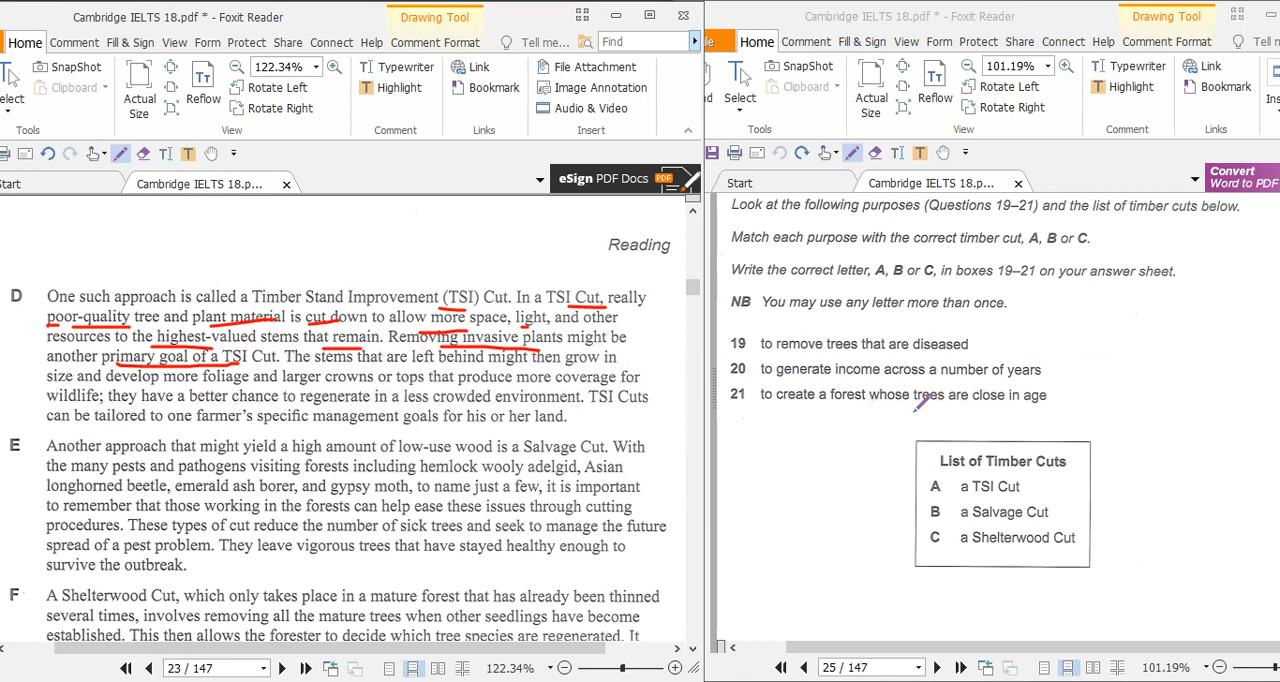 Cambridge IELTS 18.pdf * - Foxit Reader
Drawing Tool
Home Comment Fill & Sign View Form Protect Share Connect Help Comment Format Tell me... Find
SnapShot
Clipboard
elect
Tools
Actual Size
Reflow
122.34%
Rotate Left
Rotate Right
View
Typewriter
Highlight
Comment
Link
Bookmark
Links
File Attachment
Image Annotation
Audio & Video
Insert
Start
Cambridge IELTS 18.p...
eSign PDF Docs
PDF
Reading
D One such approach is called a Timber Stand Improvement (TSI) Cut. In a TSI Cut, really
poor-quality tree and plant material is cut down to allow more space, light, and other
resources to the highest-valued stems that remain. Removing invasive plants might be
another primary goal of a TSI Cut. The stems that are left behind might then grow in
size and develop more foliage and larger crowns or tops that produce more coverage for
wildlife; they have a better chance to regenerate in a less crowded environment. TSI Cuts
can be tailored to one farmer's specific management goals for his or her land.
E Another approach that might yield a high amount of low-use wood is a Salvage Cut. With
the many pests and pathogens visiting forests including hemlock wooly adelgid, Asian
longhorned beetle, emerald ash borer, and gypsy moth, to name just a few, it is important
to remember that those working in the forests can help ease these issues through cutting
procedures. These types of cut reduce the number of sick trees and seek to manage the future
spread of a pest problem. They leave vigorous trees that have stayed healthy enough to
survive the outbreak.
F A Shelterwood Cut, which only takes place in a mature forest that has already been thinned
several times, involves removing all the mature trees when other seedlings have become
established. This then allows the forester to decide which tree species are regenerated. It
23 / 147
122.34%
Cambridge IELTS 18.pdf * - Foxit Reader
Drawing Tool
le Home Comment Fill & Sign View Form Protect Share Connect Help Comment Format Tell
nd
Select
SnapShot
Clipboard
Tools
Actual Size
Reflow
101.19%
Rotate Left
Rotate Right
View
Typewriter
Highlight
Comment
Link
Bookmark
Links
Ins
Start
Cambridge IELTS 18.p...
Convert
Word to PDF
Look at the following purposes (Questions 19–21) and the list of timber cuts below.
Match each purpose with the correct timber cut, A, B or C.
Write the correct letter, A, B or C, in boxes 19–21 on your answer sheet.
NB You may use any letter more than once.
19 to remove trees that are diseased
20 to generate income across a number of years
21 to create a forest whose trees are close in age
List of Timber Cuts
A a TSI Cut
B a Salvage Cut
C a Shelterwood Cut
25 / 147
101.19%